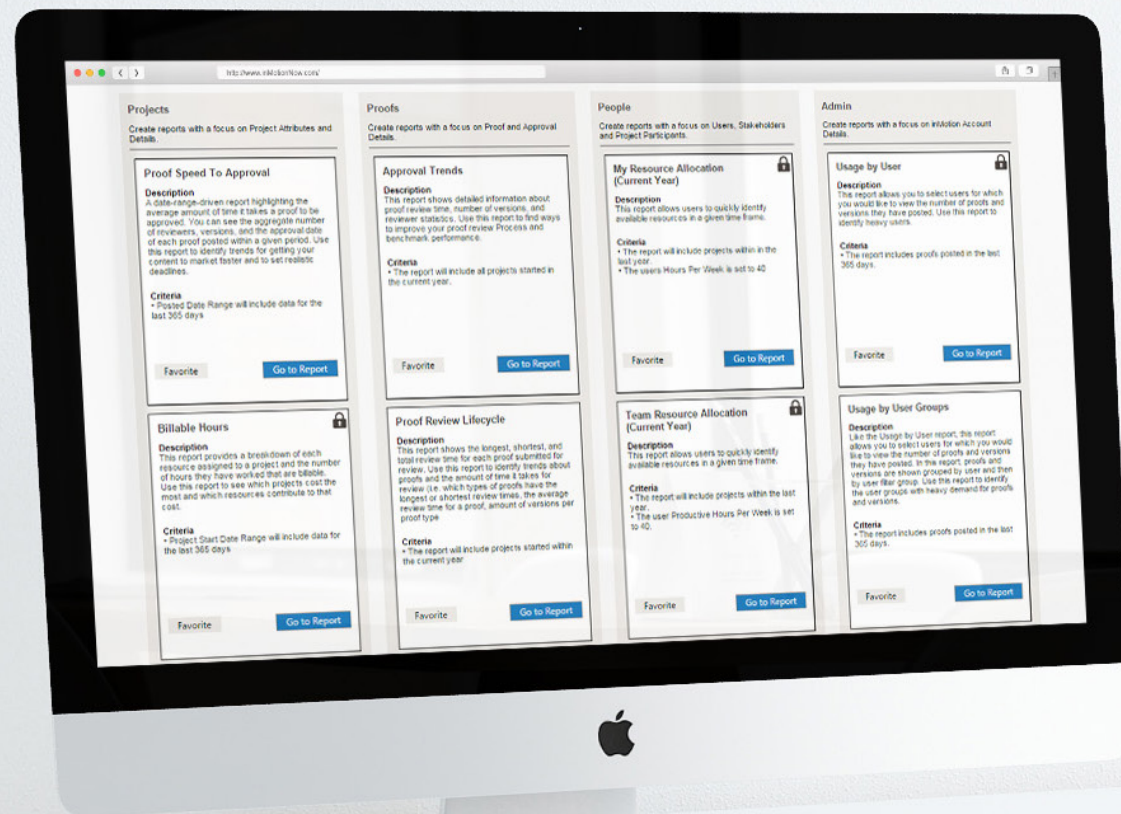 http://www.inMotionNow.com/
Projects
Create reports with a focus on Project Attributes and
Details.
Proof Speed To Approval
Description
A date-range-driven report highlighting the
average amount of time it takes a proof to be
approved. You can see the aggregate number
of reviewers, versions, and the approval date
of each proof posted within a given period. Use
this report to identify trends for getting your
content to market faster and to set realistic
deadlines.
Criteria
• Posted Date Range will include data for the
last 365 days
Favorite
Go to Report
Billable Hours
Description
This report provides a breakdown of each
resource assigned to a project and the number
of hours they have worked that are billable.
Use this report to see which projects cost the
most and which resources contribute to that
cost.
Criteria
• Project Start Date Range will include data for
the last 365 days
Favorite
Go to Report
Proofs
Create reports with a focus on Proof and Approval
Details.
Approval Trends
Description
This report shows detailed information about
proof review time, number of versions, and
reviewer statistics. Use this report to find ways
to improve your proof review Process and
benchmark performance.
Criteria
• The report will include all projects started in
the current year.
Favorite
Go to Report
Proof Review Lifecycle
Description
This report shows the longest, shortest, and
total review time for each proof submitted for
review. Use this report to identify trends about
proofs and the amount of time it takes for
review (i.e. which types of proofs have the
longest or shortest review times, the average
review time for a proof, amount of versions per
proof type
Criteria
• The report will include projects started within
the current year
Favorite
Go to Report
People
Create reports with a focus on Users, Stakeholders
and Project Participants.
My Resource Allocation
(Current Year)
Description
This report allows users to quickly identify
available resources in a given time frame.
Criteria
• The report will include projects within in the
last year.
• The users Hours Per Week is set to 40
Favorite
Go to Report
Team Resource Allocation
(Current Year)
Description
This report allows users to quickly identify
available resources in a given time frame.
Criteria
• The report will include projects within the last
year.
• The user Productive Hours Per Week is set
to 40.
Favorite
Go to Report
Admin
Create reports with a focus on inMotion Account
Details.
Usage by User
Description
This report allows you to select users for which
you would like to view the number of proofs and
versions they have posted. Use this report to
identify heavy users.
Criteria
• The report includes proofs posted in the last
365 days.
Favorite
Go to Report
Usage by User Groups
Description
Like the Usage by User report, this report
allows you to select users for which you would
like to view the number of proofs and versions
they have posted. In this report, proofs and
versions are shown grouped by user and then
by user filter group. Use this report to identify
the user groups with heavy demand for proofs
and versions.
Criteria
• The report includes proofs posted in the last
365 days.
Favorite
Go to Report